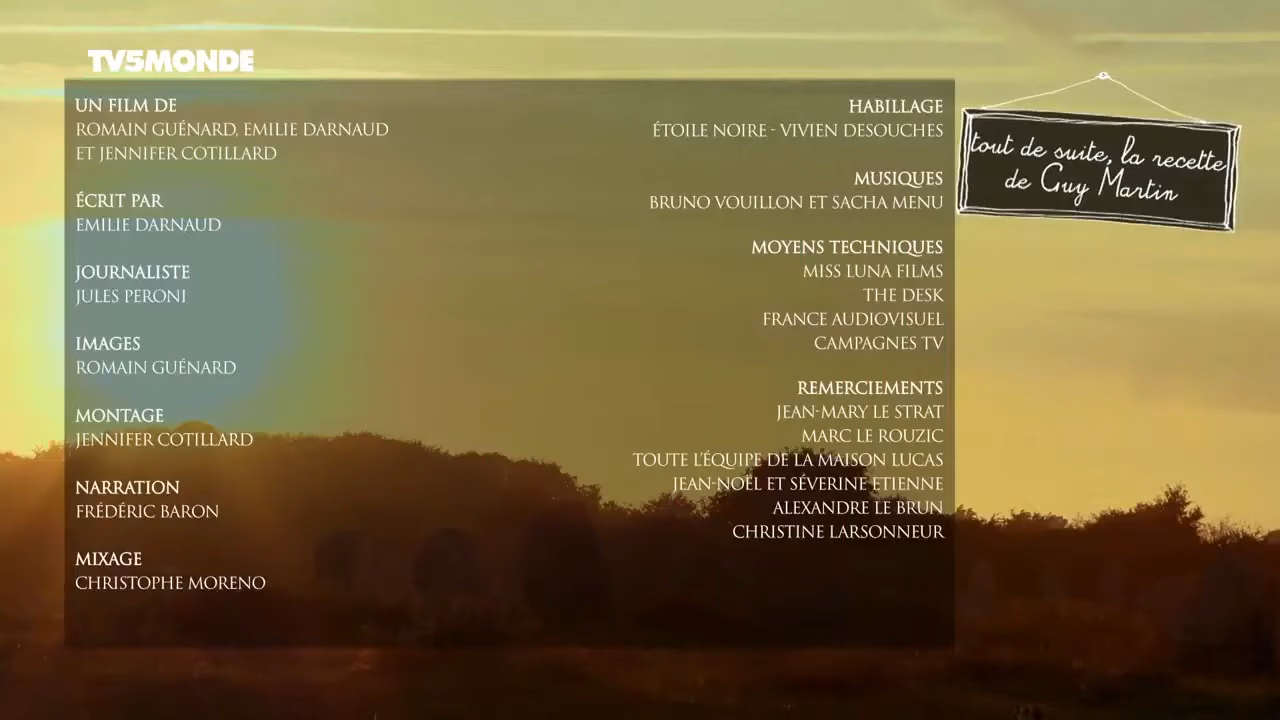 TV5MONDE
UN FILM DE
ROMAIN GUÉNARD, EMILIE DARNAUD
ET JENNIFER COTILLARD
ÉCRIT PAR
EMILIE DARNAUD
JOURNALISTE
JULES PERONI
IMAGES
ROMAIN GUÉNARD
MONTAGE
JENNIFER COTILLARD
NARRATION
FRÉDÉRIC BARON
MIXAGE
CHRISTOPHE MORENO
HABILLAGE
ÉTOILE NOIRE - VIVIEN DESOUCHES
MUSIQUES
BRUNO VOUILLON ET SACHA MENU
MOYENS TECHNIQUES
MISS LUNA FILMS
THE DESK
FRANCE AUDIOVISUEL
CAMPAGNES TV
REMERCIEMENTS
JEAN-MARY LE STRAT
MARC LE ROUZIC
TOUTE L'ÉQUIPE DE LA MAISON LUCAS
JEAN-NOËL ET SÉVERINE ETIENNE
ALEXANDRE LE BRUN
CHRISTINE LARSONNEUR
tout de suite, la recette
de Guy Martin